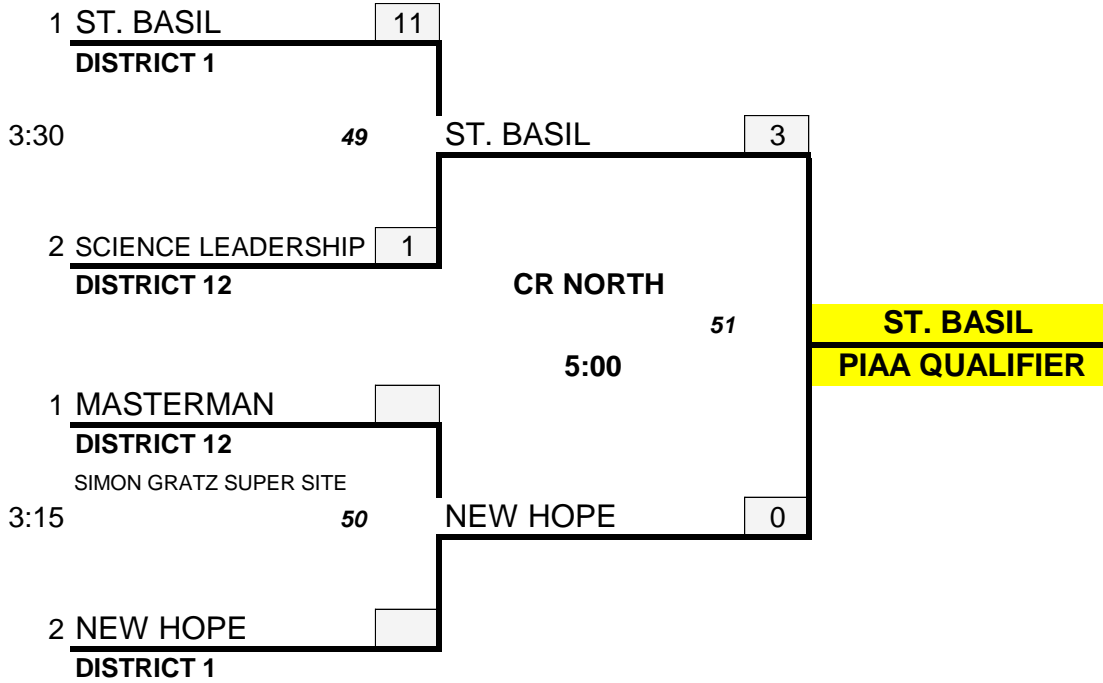 1 ST. BASIL 11
DISTRICT 1
3:30 49 ST. BASIL 3
2 SCIENCE LEADERSHIP 1
DISTRICT 12 CR NORTH
51 ST. BASIL
5:00 PIAA QUALIFIER
1 MASTERMAN
DISTRICT 12
SIMON GRATZ SUPER SITE
3:15 50 NEW HOPE 0
2 NEW HOPE
DISTRICT 1